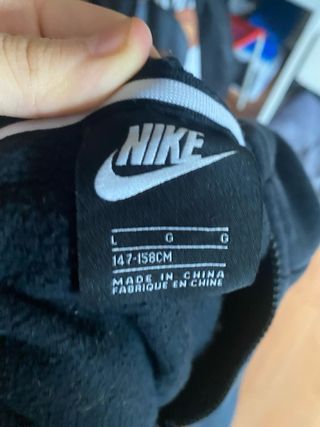 NIKE
L G G
147-158CM
MADE IN CHINA
FABRIQUÉ EN CHINE